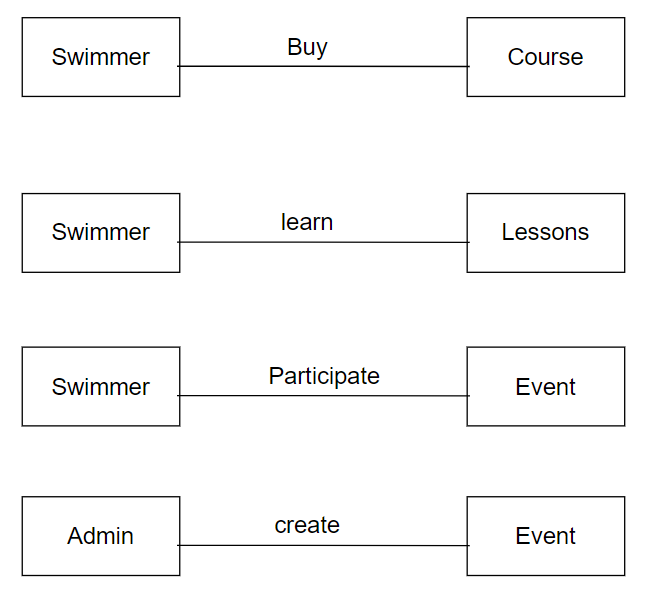 Swimmer
Buy
Course
Swimmer
learn
Lessons
Swimmer
Participate
Event
Admin
create
Event